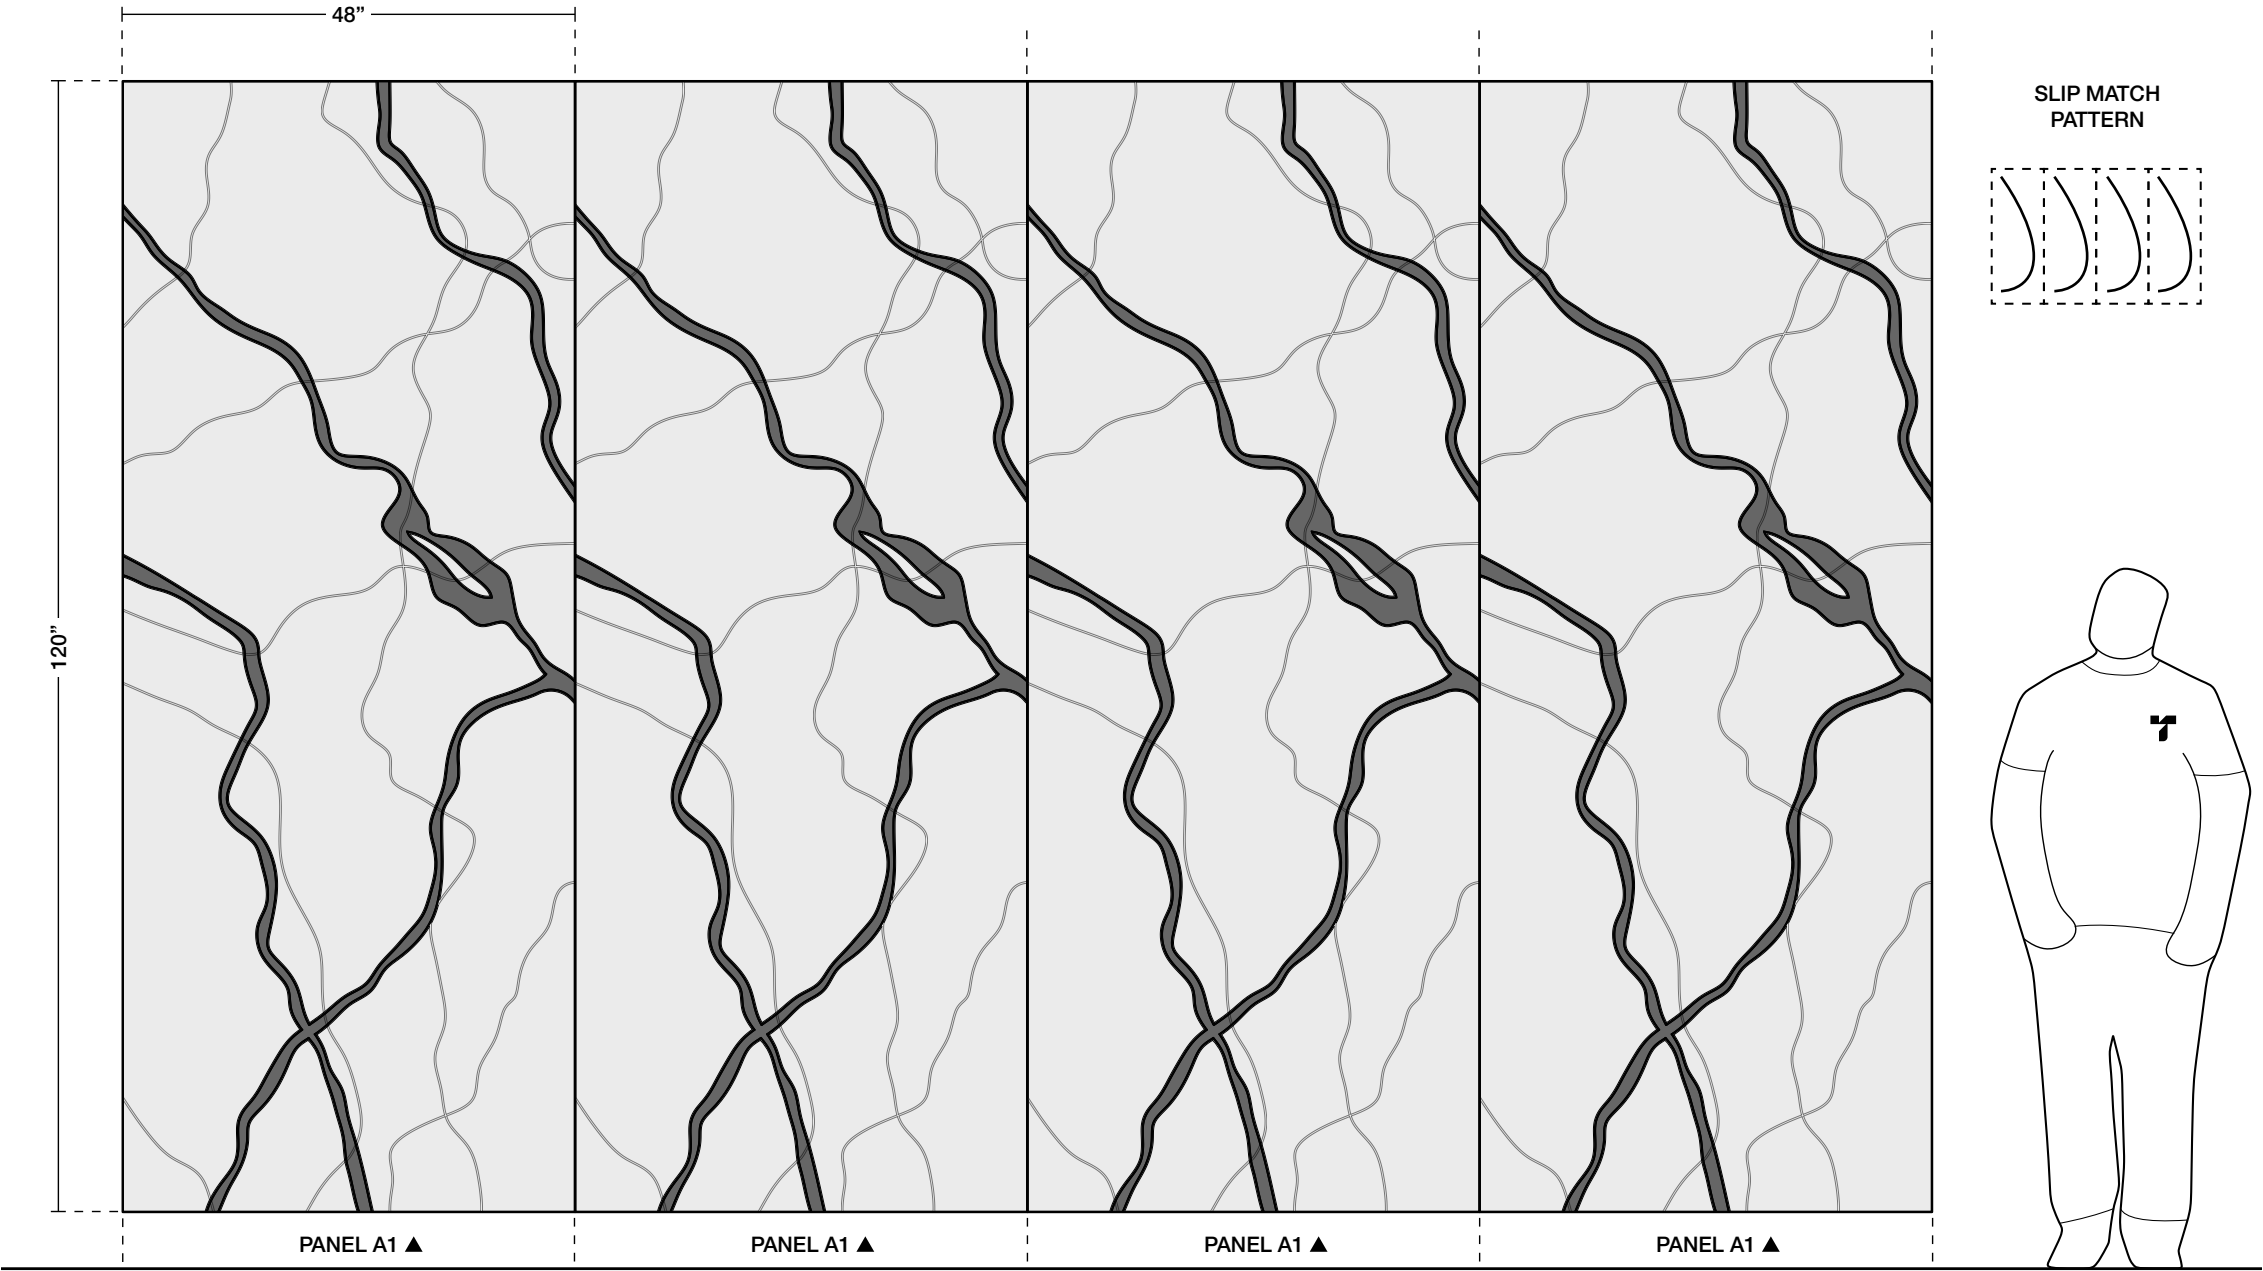 48”
SLIP MATCH
PATTERN
120”
PANEL A1 ▲
PANEL A1 ▲
PANEL A1 ▲
PANEL A1 ▲